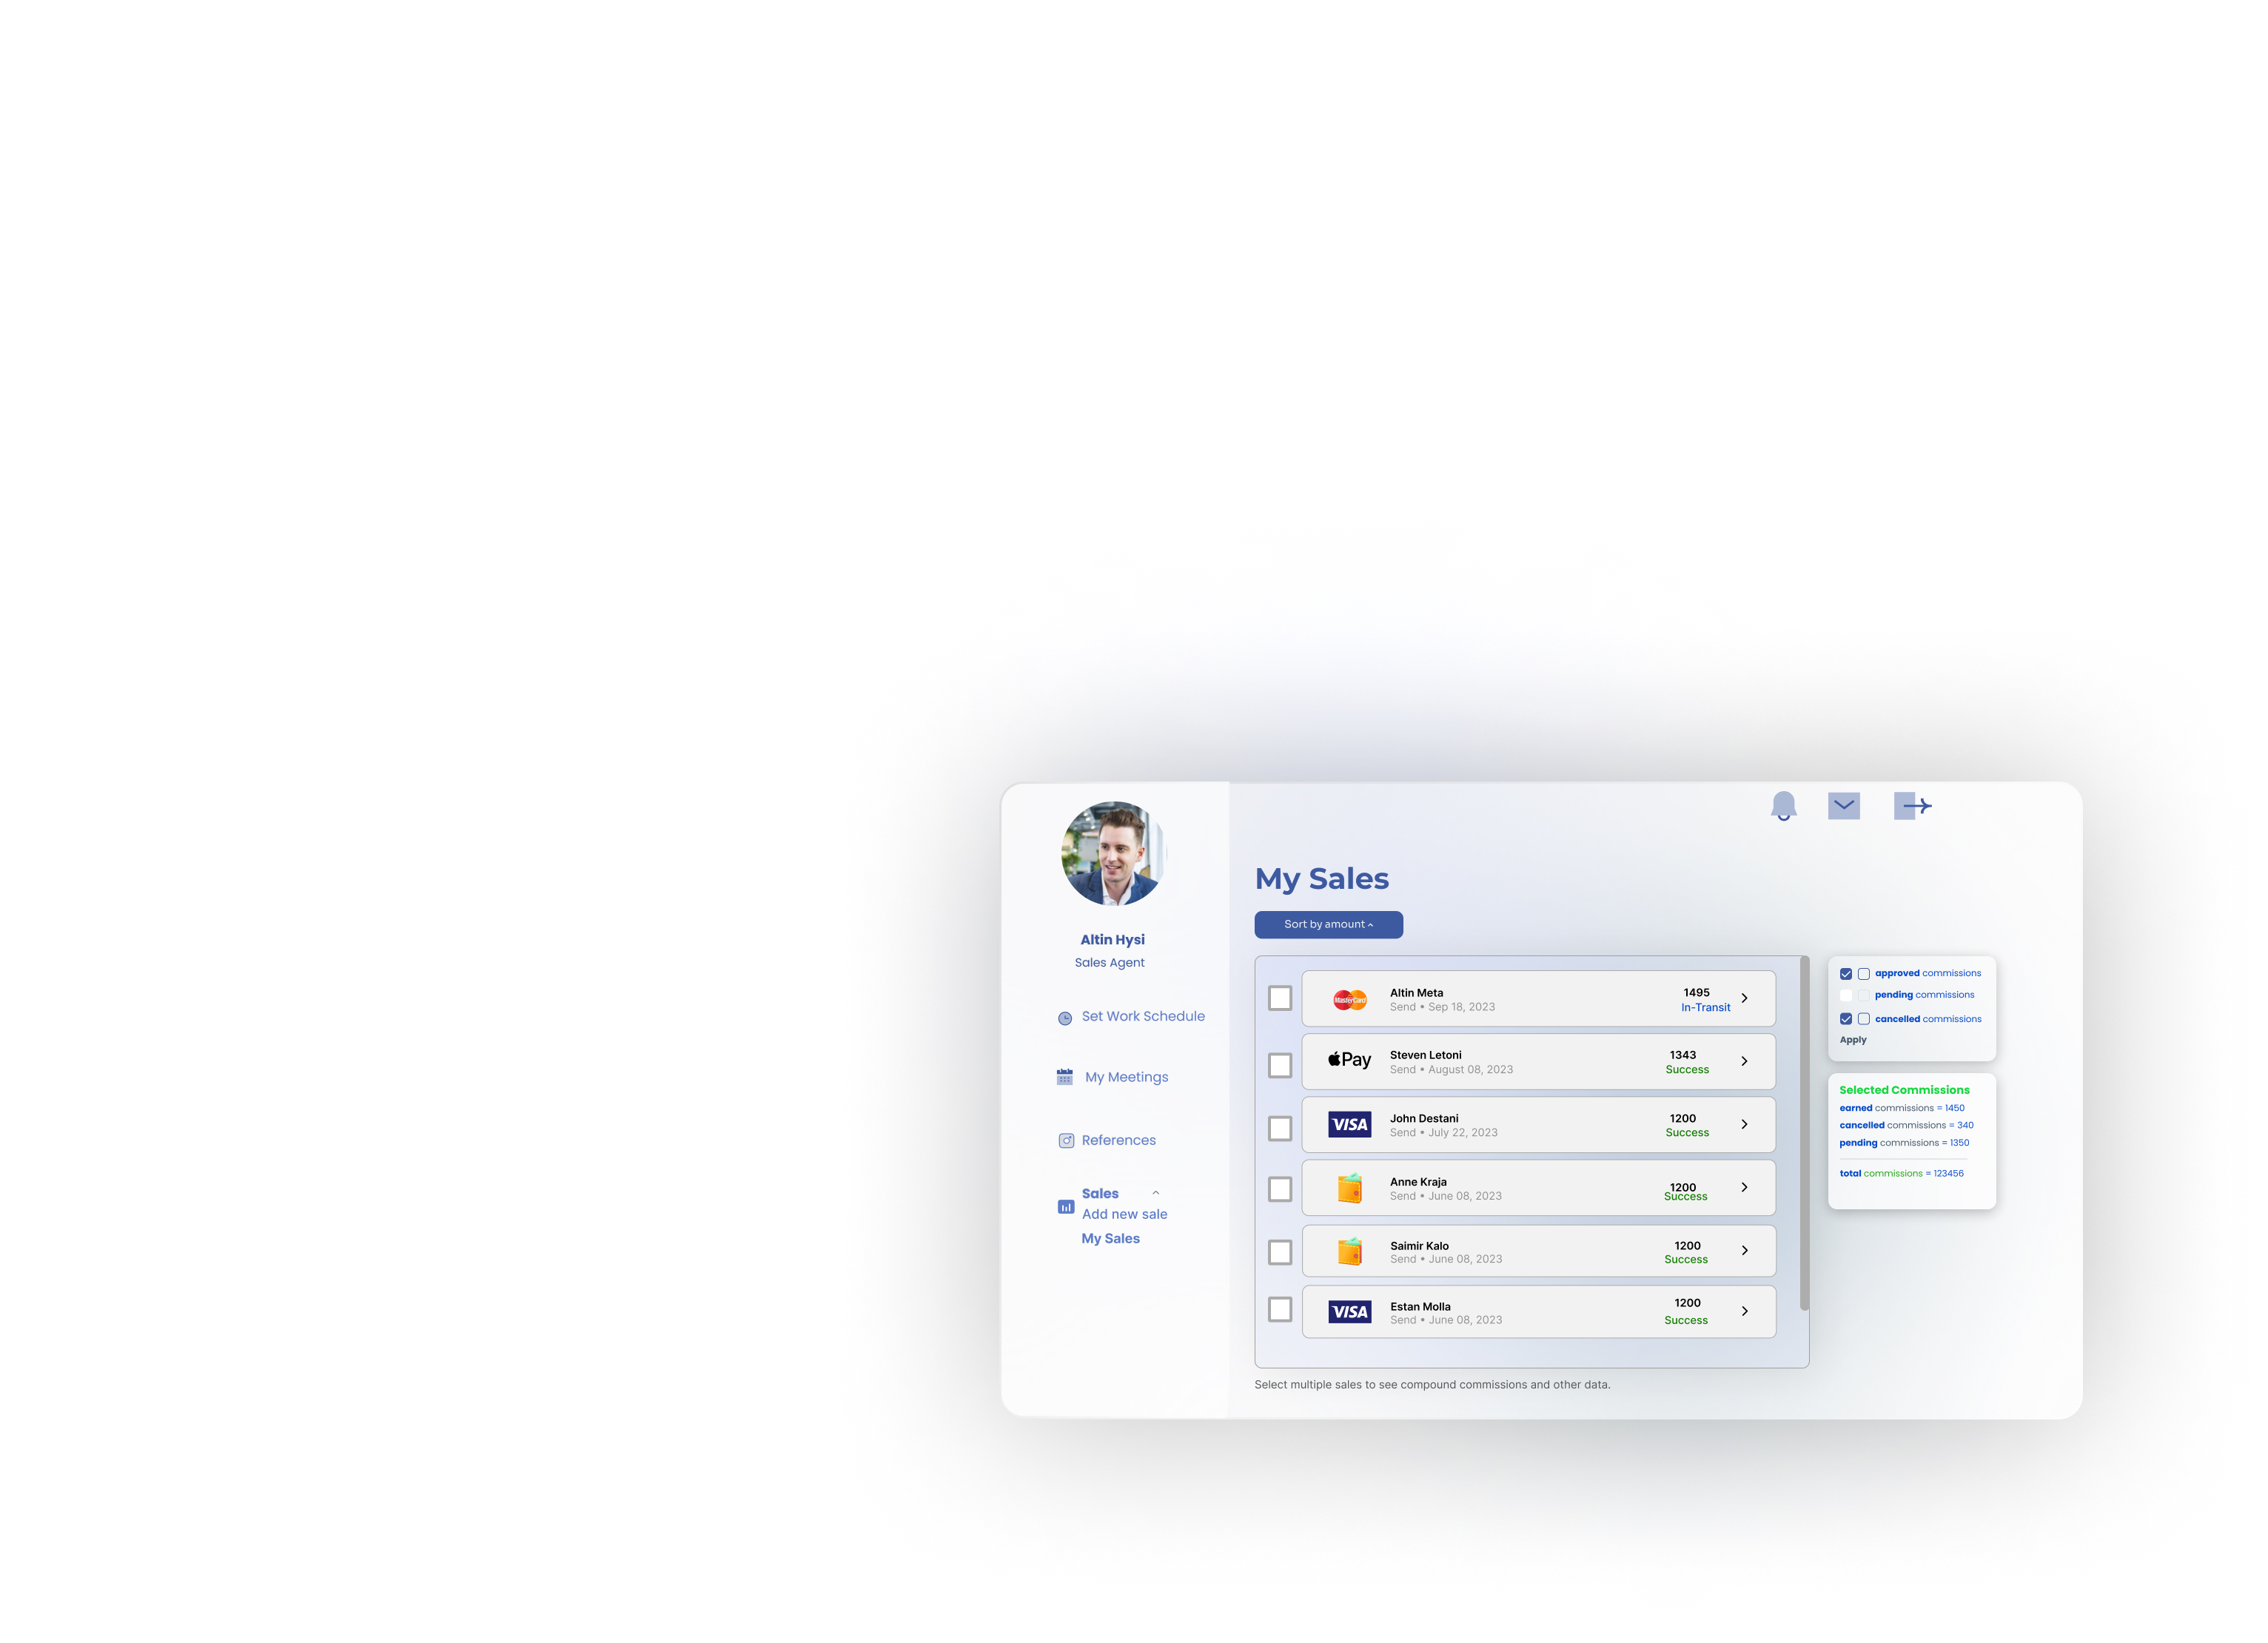 Altin Hysi
Sales Agent
Set Work Schedule
My Meetings
References
Sales
Add new sale
My Sales
My Sales
Sort by amount
MasterCard
Altin Meta
Send • Sep 18, 2023
1495
In-Transit
Pay
Steven Letoni
Send • August 08, 2023
1343
Success
VISA
John Destani
Send • July 22, 2023
1200
Success
Anne Kraja
Send • June 08, 2023
1200
Success
Saimir Kalo
Send • June 08, 2023
1200
Success
VISA
Estan Molla
Send • June 08, 2023
1200
Success
Select multiple sales to see compound commissions and other data.
approved commissions
pending commissions
cancelled commissions
Apply
Selected Commissions
earned commissions = 1450
cancelled commissions = 340
pending commissions = 1350
total commissions = 123456